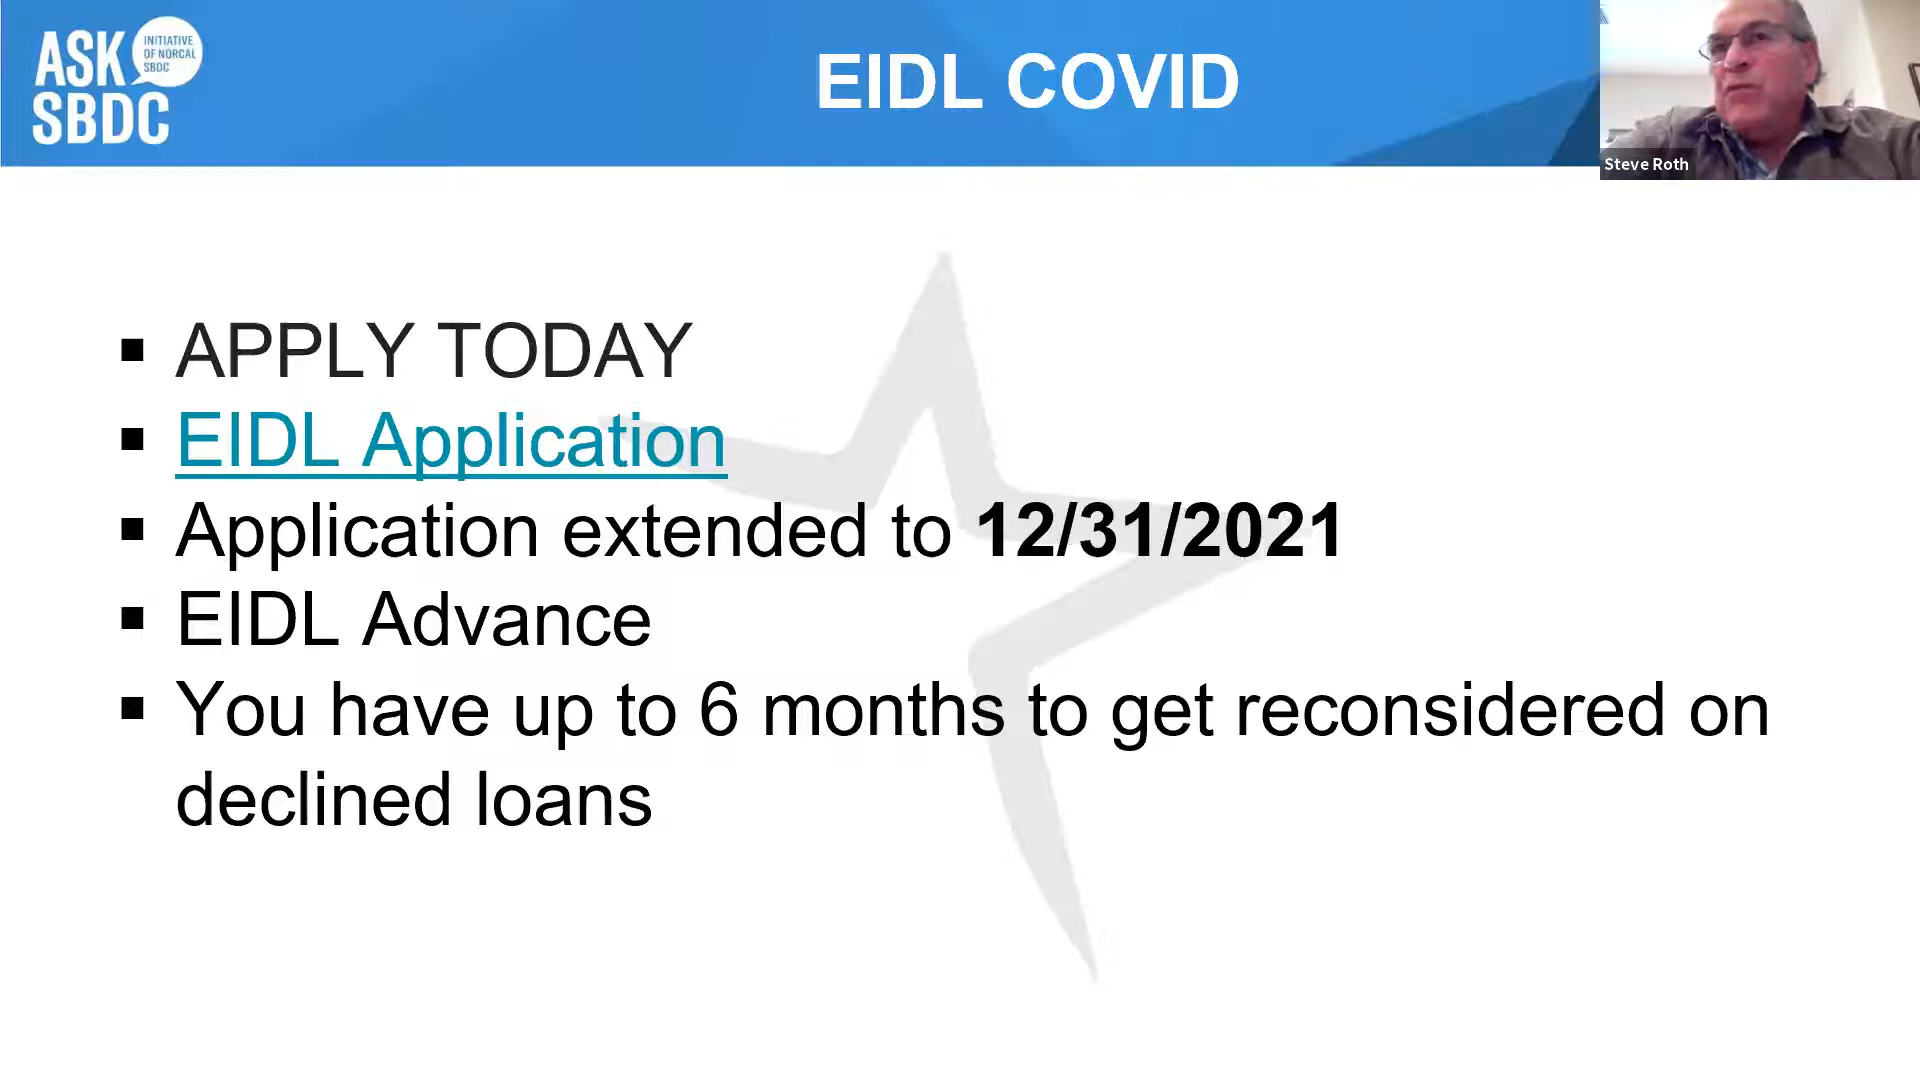 ASK
SBDC
INITIATIVE
OF NORCAL
SBDC
EIDL COVID
Steve Roth
▪ APPLY TODAY
▪ EIDL Application
▪ Application extended to 12/31/2021
▪ EIDL Advance
▪ You have up to 6 months to get reconsidered on
declined loans